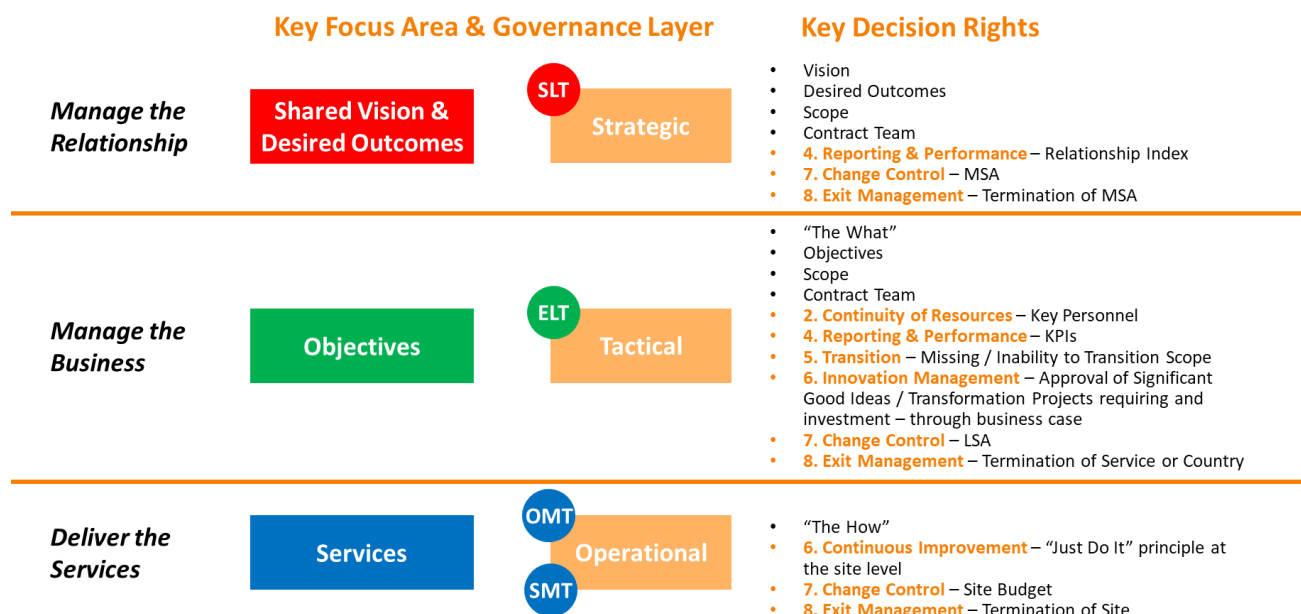 Key Focus Area & Governance Layer
Key Decision Rights
Manage the
Relationship
Shared Vision &
Desired Outcomes
SLT
Strategic
• Vision
• Desired Outcomes
• Scope
• Contract Team
• 4. Reporting & Performance – Relationship Index
• 7. Change Control – MSA
• 8. Exit Management – Termination of MSA
Manage the
Business
Objectives
ELT
Tactical
• “The What”
• Objectives
• Scope
• Contract Team
• 2. Continuity of Resources – Key Personnel
• 4. Reporting & Performance – KPIs
• 5. Transition – Missing / Inability to Transition Scope
• 6. Innovation Management – Approval of Significant
Good Ideas / Transformation Projects requiring and
investment – through business case
• 7. Change Control – LSA
• 8. Exit Management – Termination of Service or Country
Deliver the
Services
Services
OMT
Operational
SMT
• “The How”
• 6. Continuous Improvement – “Just Do It” principle at
the site level
• 7. Change Control – Site Budget
• 8. Exit Management – Termination of Site